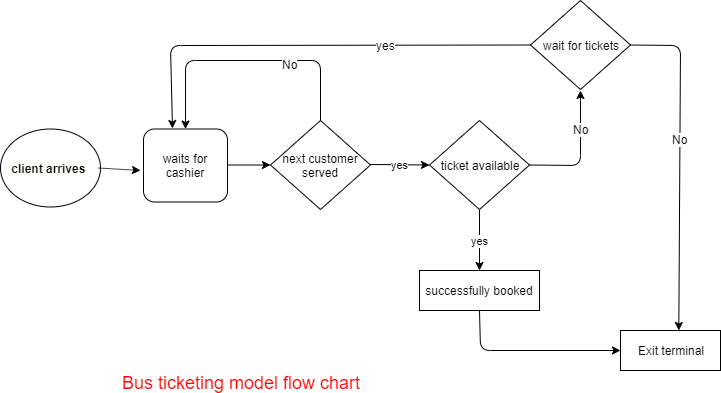 yes
wait for tickets
No
No
No
client arrives
waits for
cashier
next customer
served
yes
ticket available
yes
successfully booked
Exit terminal
Bus ticketing model flow chart